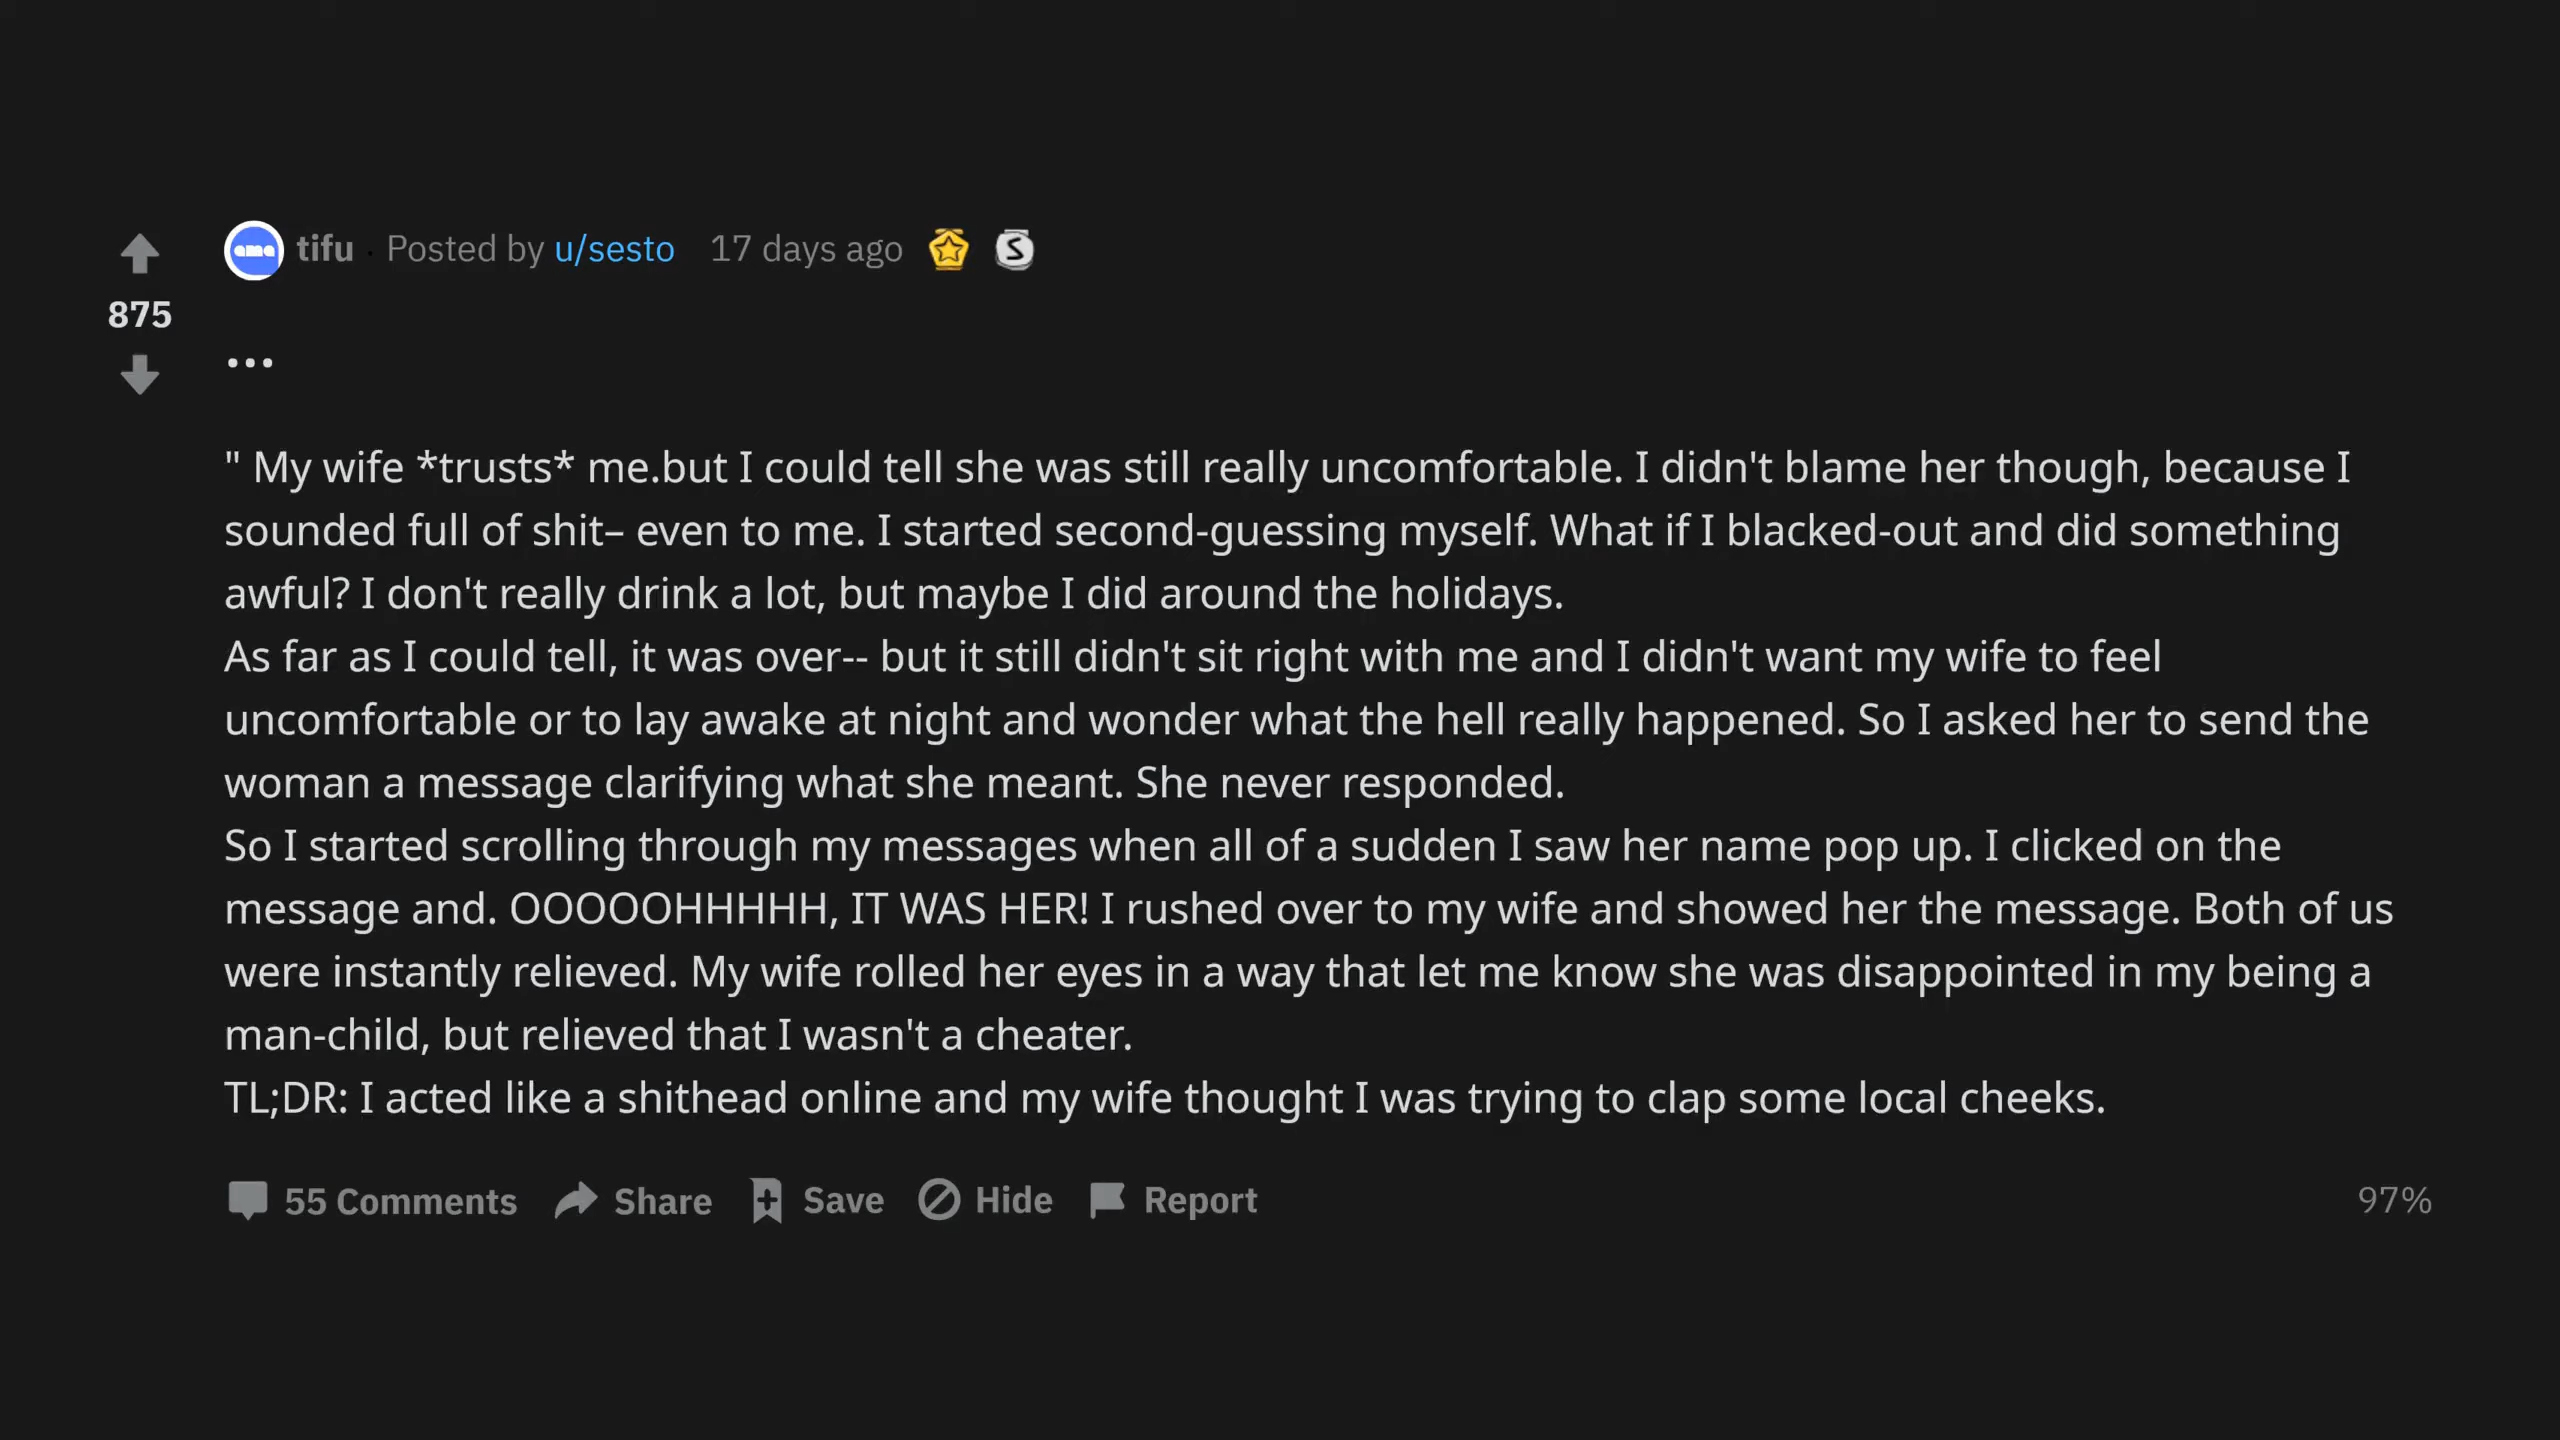 ama tifu · Posted by u/sesto 17 days ago S
875
...
" My wife *trusts* me.but I could tell she was still really uncomfortable. I didn't blame her though, because I
sounded full of shit– even to me. I started second-guessing myself. What if I blacked-out and did something
awful? I don't really drink a lot, but maybe I did around the holidays.
As far as I could tell, it was over-- but it still didn't sit right with me and I didn't want my wife to feel
uncomfortable or to lay awake at night and wonder what the hell really happened. So I asked her to send the
woman a message clarifying what she meant. She never responded.
So I started scrolling through my messages when all of a sudden I saw her name pop up. I clicked on the
message and. OOOOOHHHHH, IT WAS HER! I rushed over to my wife and showed her the message. Both of us
were instantly relieved. My wife rolled her eyes in a way that let me know she was disappointed in my being a
man-child, but relieved that I wasn't a cheater.
TL;DR: I acted like a shithead online and my wife thought I was trying to clap some local cheeks.
55 Comments Share Save Hide Report 97%